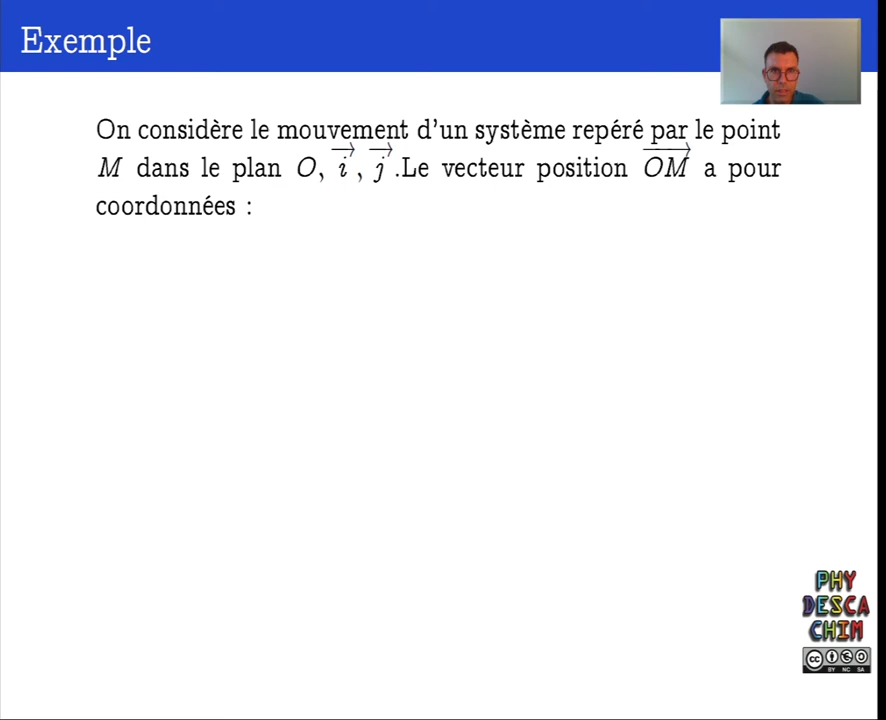 Exemple
On considère le mouvement d'un système repéré par le point
M dans le plan O, i⃗, j⃗ .Le vecteur position OM⃗ a pour
coordonnées :
PHY
DESCA
CHIM
cc
BY NC SA